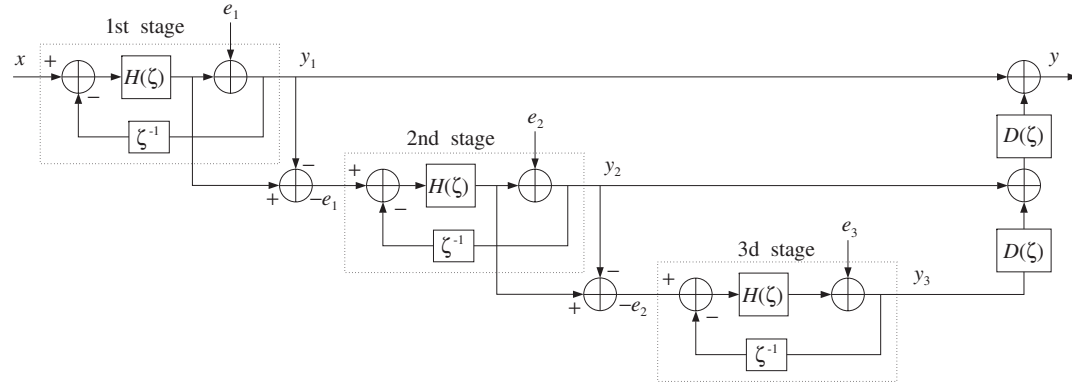 1st stage
e₁
x
+
−
H(ζ)
y₁
y
ζ⁻¹
D(ζ)
2nd stage
e₂
−
+
−e₁
+
−
H(ζ)
y₂
ζ⁻¹
D(ζ)
3d stage
e₃
−
+
−e₂
+
−
H(ζ)
y₃
ζ⁻¹